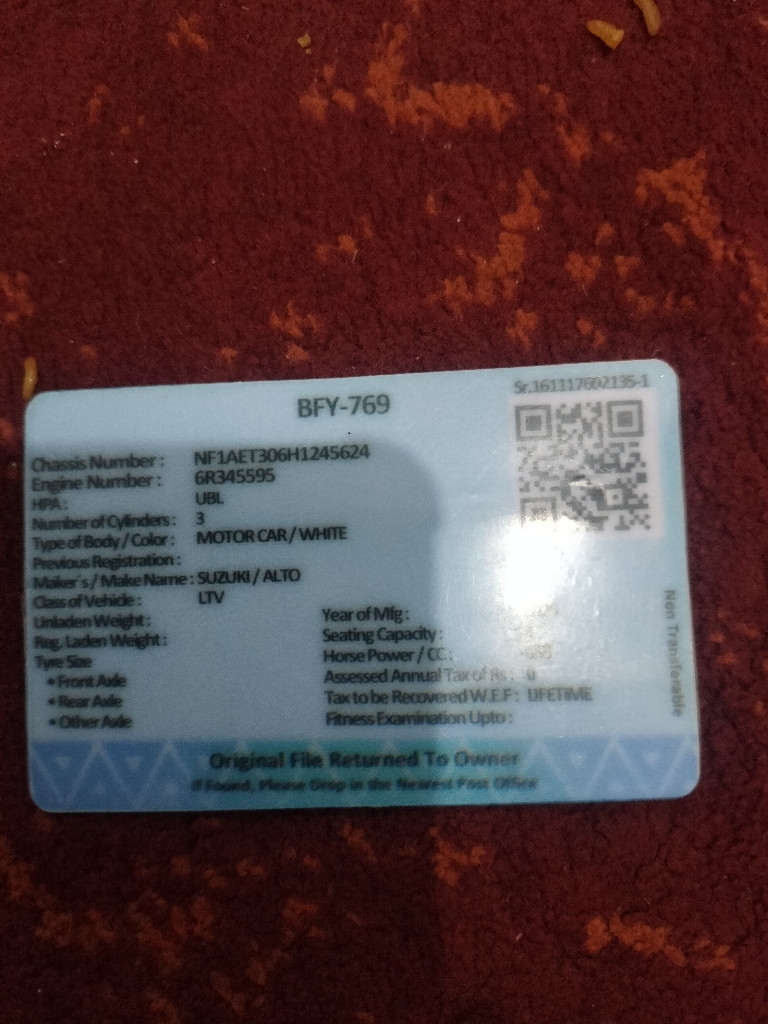 Sr.161117602135-1
BFY-769
Chassis Number : NF1AET306H1245624
Engine Number : 6R345595
HPA : UBL
Number of Cylinders : 3
Type of Body / Color : MOTOR CAR / WHITE
Previous Registration :
Maker's / Make Name : SUZUKI / ALTO
Class of Vehicle : LTV
Unladen Weight :
Reg. Laden Weight :
Tyre Size
• Front Axle
• Rear Axle
• Other Axle
Year of Mfg :
Seating Capacity :
Horse Power / CC :
Assessed Annual Tax of Rs : 0
Tax to be Recovered W.E.F : LIFETIME
Fitness Examination Upto :
Non Transferable
Original File Returned To Owner
If Found, Please Drop in the Nearest Post Office